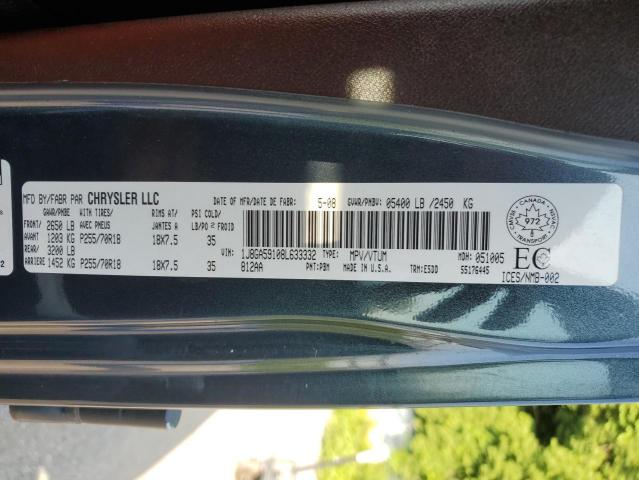 MFD BY/FABR PAR CHRYSLER LLC
DATE OF MFR/DATE DE FABR: 5-08 GVWR/PNBV: 05400 LB /2450 KG
GAWR/PNBE W/TIRES/ RIMS AT/ PSI COLD/
AVEC PNEUS JANTES A LB/PO 2 FROID
FRONT/ 2650 LB
AVANT 1203 KG P255/70R18 18X7.5 35
REAR/ 3200 LB
ARRIERE 1452 KG P255/70R18 18X7.5 35
VIN: 1J8GA59108L633332 TYPE: MPV/VTUM MDH: 051005
812AA PNT:PBM MADE IN U.S.A. TRM:ESDD 55176445
CMVSS CANADA NSVAC
972
TRANSPORT
EC
ICES/NMB-002